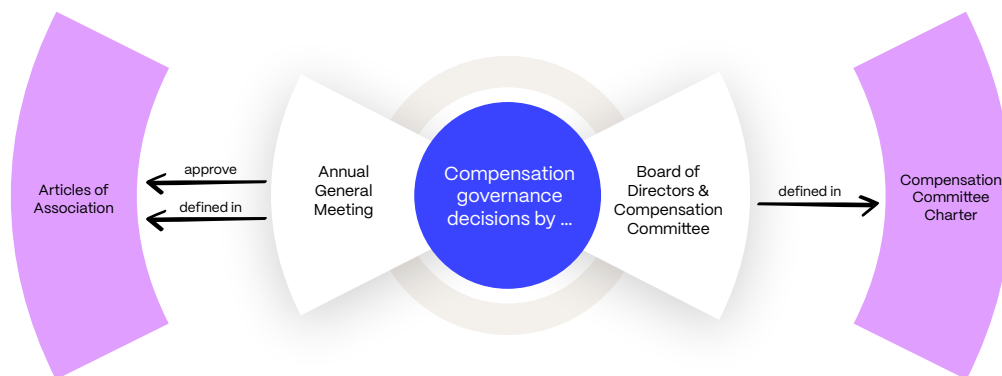 Articles of
Association
approve
defined in
Annual
General
Meeting
Compensation
governance
decisions by ...
Board of
Directors &
Compensation
Committee
defined in
Compensation
Committee
Charter